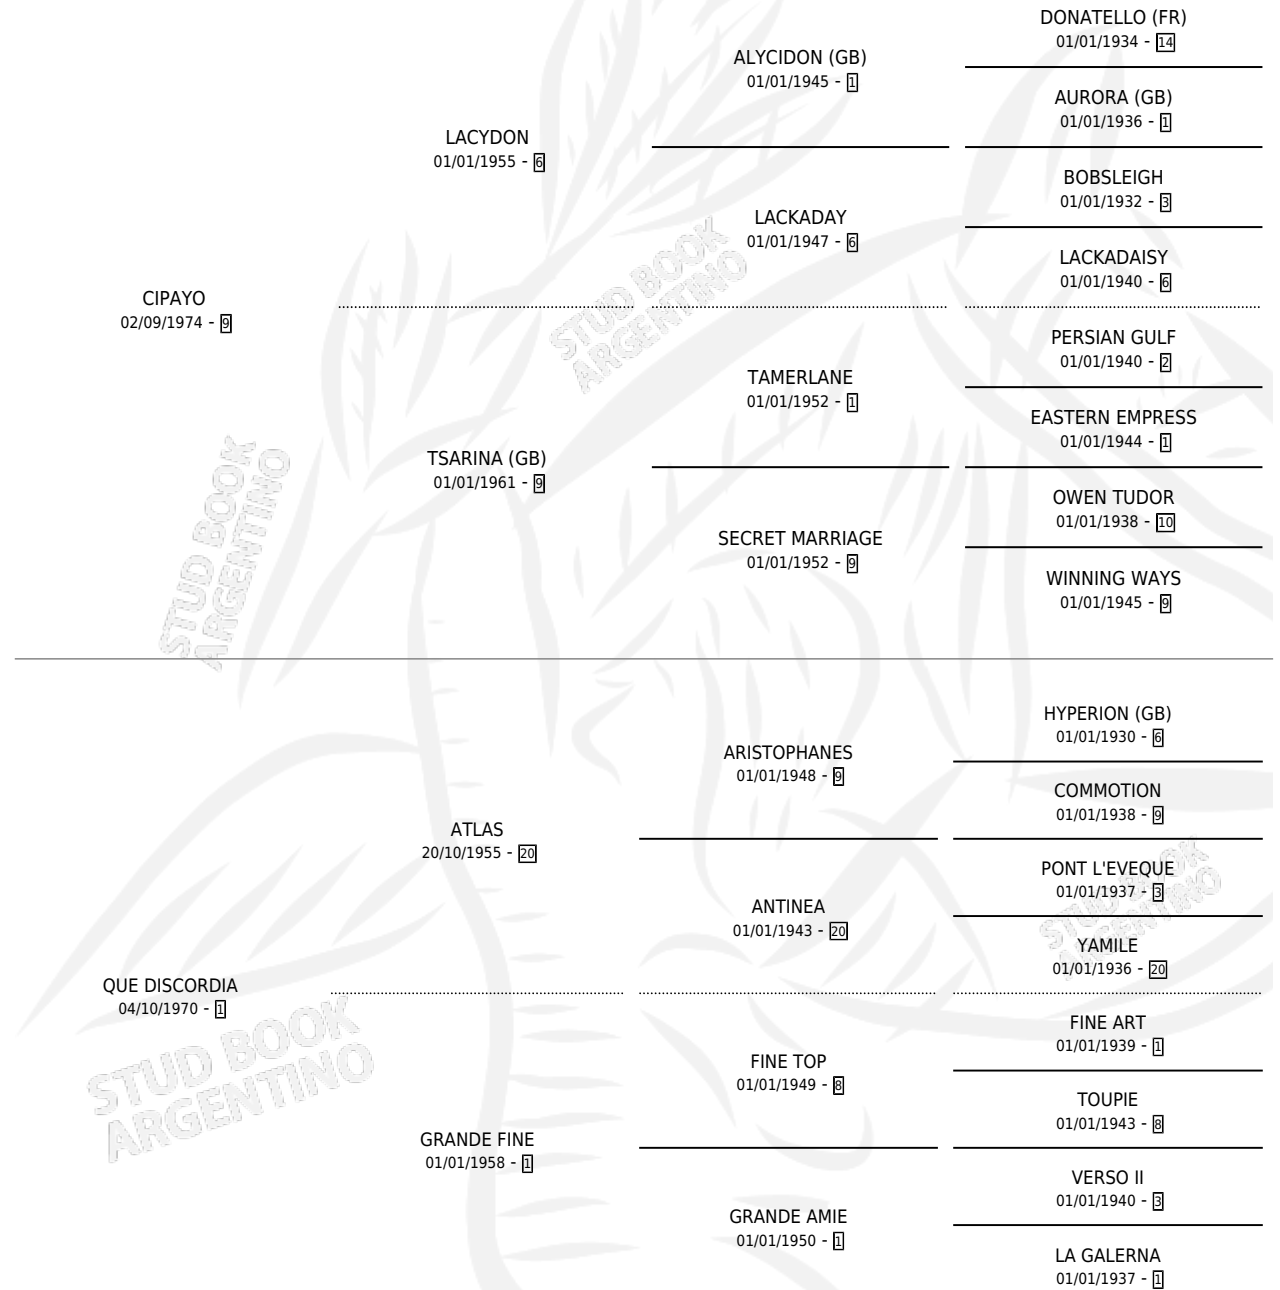 DONATELLO (FR)
01/01/1934 - 14
ALYCIDON (GB)
01/01/1945 - 1
AURORA (GB)
01/01/1936 - 1
LACYDON
01/01/1955 - 6
BOBSLEIGH
01/01/1932 - 3
LACKADAY
01/01/1947 - 6
LACKADAISY
01/01/1940 - 6
CIPAYO
02/09/1974 - 9
PERSIAN GULF
01/01/1940 - 2
TAMERLANE
01/01/1952 - 1
EASTERN EMPRESS
01/01/1944 - 1
TSARINA (GB)
01/01/1961 - 9
OWEN TUDOR
01/01/1938 - 10
SECRET MARRIAGE
01/01/1952 - 9
WINNING WAYS
01/01/1945 - 9
HYPERION (GB)
01/01/1930 - 6
ARISTOPHANES
01/01/1948 - 9
COMMOTION
01/01/1938 - 9
ATLAS
20/10/1955 - 20
PONT L'EVEQUE
01/01/1937 - 3
ANTINEA
01/01/1943 - 20
YAMILE
01/01/1936 - 20
QUE DISCORDIA
04/10/1970 - 1
FINE ART
01/01/1939 - 1
FINE TOP
01/01/1949 - 8
TOUPIE
01/01/1943 - 8
GRANDE FINE
01/01/1958 - 1
VERSO II
01/01/1940 - 3
GRANDE AMIE
01/01/1950 - 1
LA GALERNA
01/01/1937 - 1
STUD BOOK
ARGENTINO
STUD BOOK
ARGENTINO
STUD BOOK
ARGENTINO
STUD BOOK
ARGENTINO